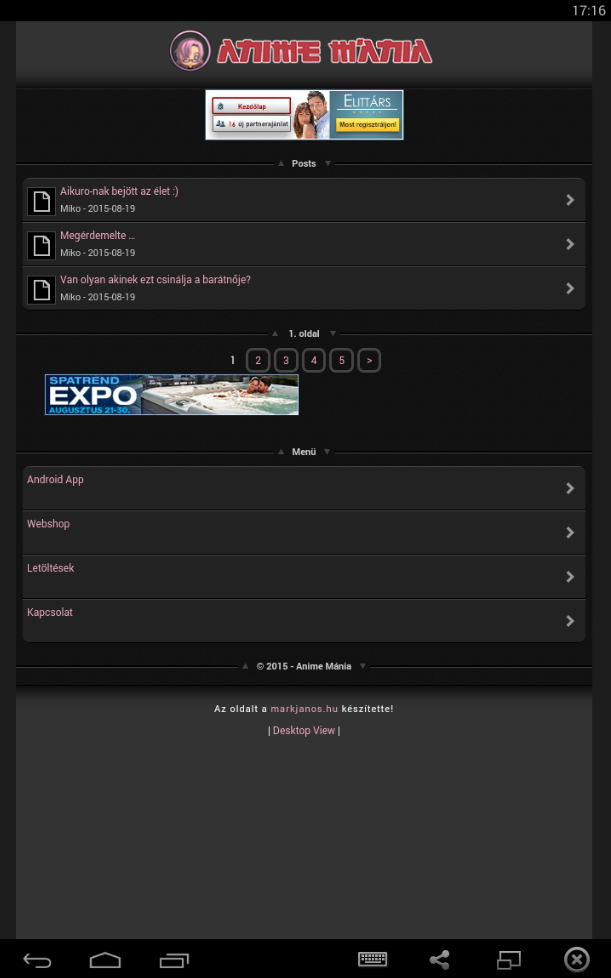 17:16
ANIME MÁNIA
Kezdőlap
16 új partnerajánlat
ELITTÁRS
Most regisztráljon!
Posts
Aikuro-nak bejött az élet :)
Miko - 2015-08-19
Megérdemelte ...
Miko - 2015-08-19
Van olyan akinek ezt csinálja a barátnője?
Miko - 2015-08-19
1. oldal
1 2 3 4 5 >
SPATREND
EXPO
AUGUSZTUS 21-30.
Menü
Android App
Webshop
Letöltések
Kapcsolat
© 2015 - Anime Mánia
Az oldalt a markjanos.hu készítette!
| Desktop View |